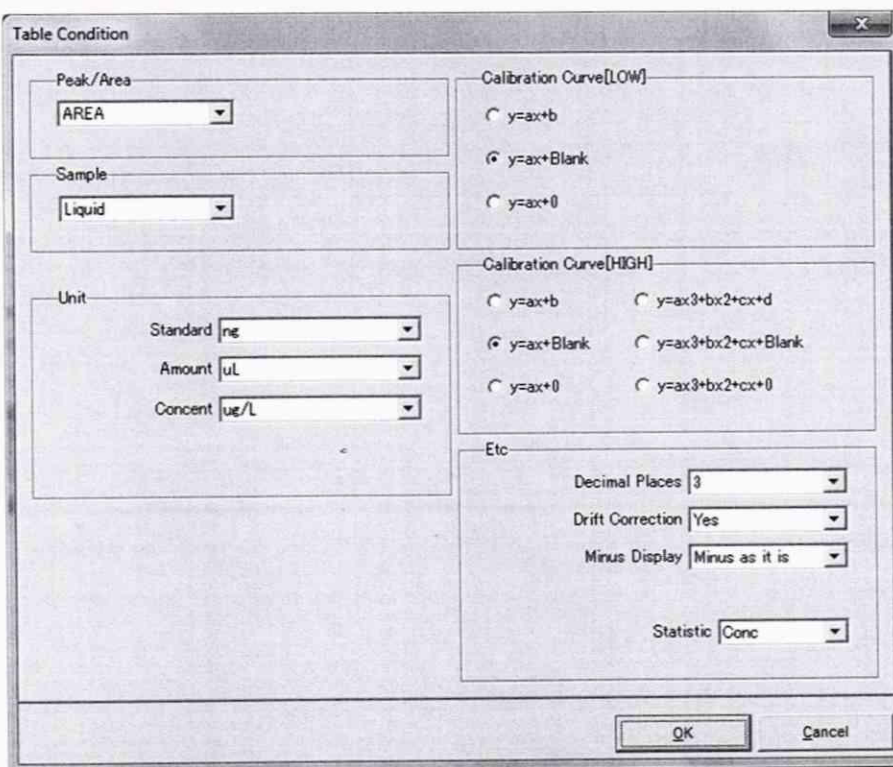 Table Condition
Peak/Area
AREA
Sample
Liquid
Unit
Standard ng
Amount uL
Concent ug/L
Calibration Curve[LOW]
y=ax+b
y=ax+Blank
y=ax+0
Calibration Curve[HIGH]
y=ax+b y=ax3+bx2+cx+d
y=ax+Blank y=ax3+bx2+cx+Blank
y=ax+0 y=ax3+bx2+cx+0
Etc
Decimal Places 3
Drift Correction Yes
Minus Display Minus as it is
Statistic Conc
OK Cancel